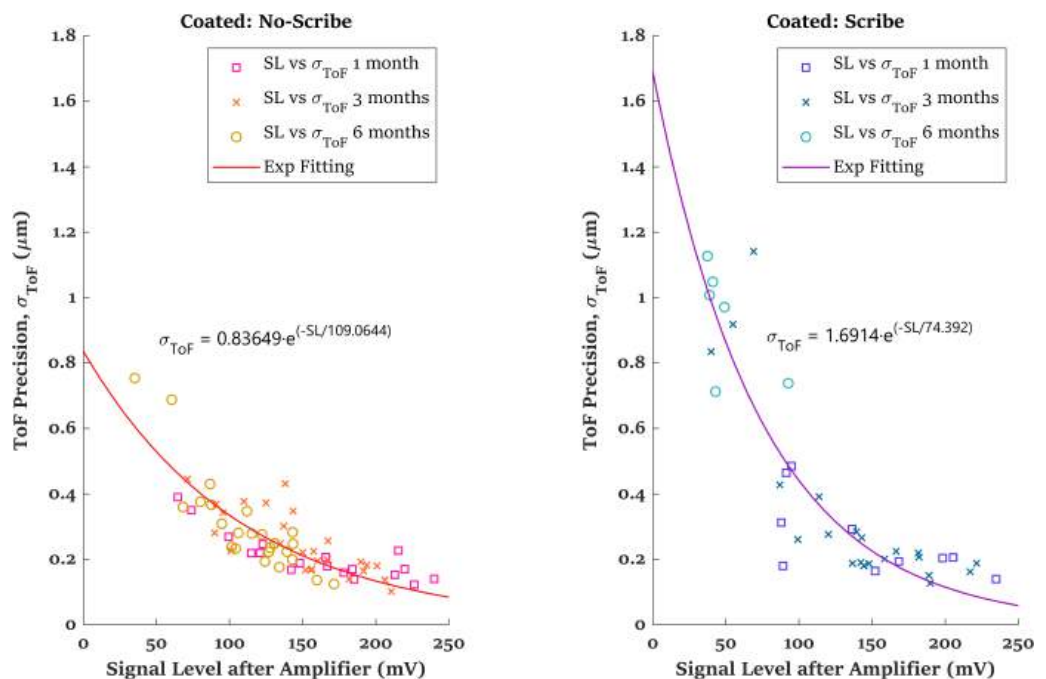 Coated: No-Scribe
SL vs σToF 1 month
SL vs σToF 3 months
SL vs σToF 6 months
Exp Fitting
σToF = 0.83649·e(-SL/109.0644)
ToF Precision, σToF (μm)
1.8
1.6
1.4
1.2
1
0.8
0.6
0.4
0.2
0
0 50 100 150 200 250
Signal Level after Amplifier (mV)
Coated: Scribe
SL vs σToF 1 month
SL vs σToF 3 months
SL vs σToF 6 months
Exp Fitting
σToF = 1.6914·e(-SL/74.392)
ToF Precision, σToF (μm)
1.8
1.6
1.4
1.2
1
0.8
0.6
0.4
0.2
0
0 50 100 150 200 250
Signal Level after Amplifier (mV)